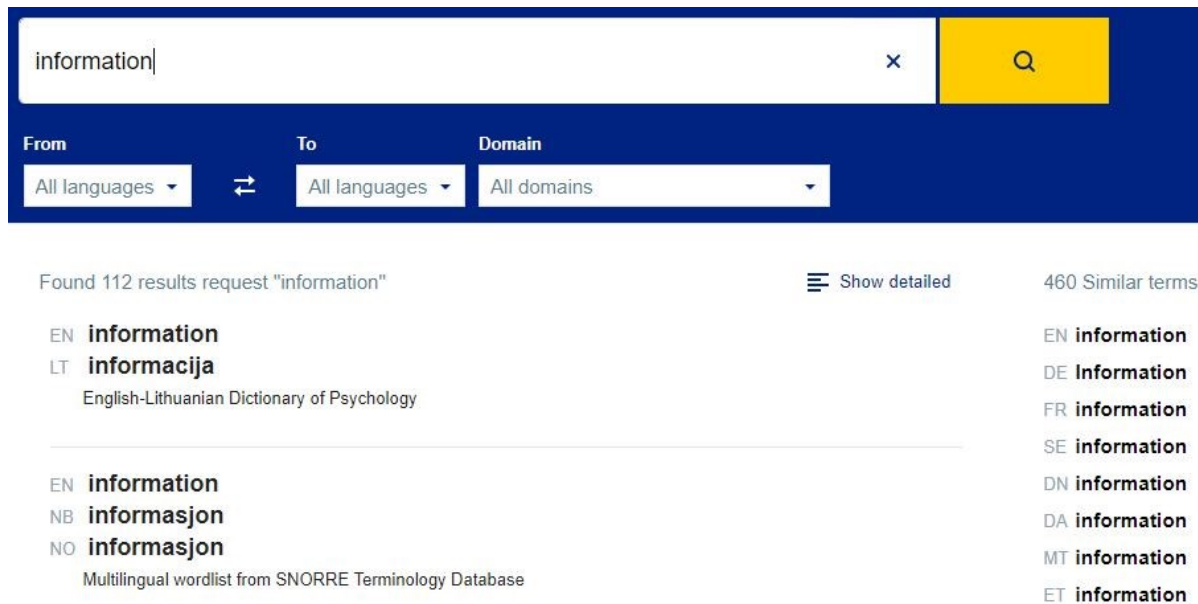 information
From
To
Domain
All languages
All languages
All domains
Found 112 results request "information"
Show detailed
EN information
LT informacija
English-Lithuanian Dictionary of Psychology
EN information
NB informasjon
NO informasjon
Multilingual wordlist from SNORRE Terminology Database
460 Similar terms
EN information
DE Information
FR information
SE information
DN information
DA information
MT information
ET information